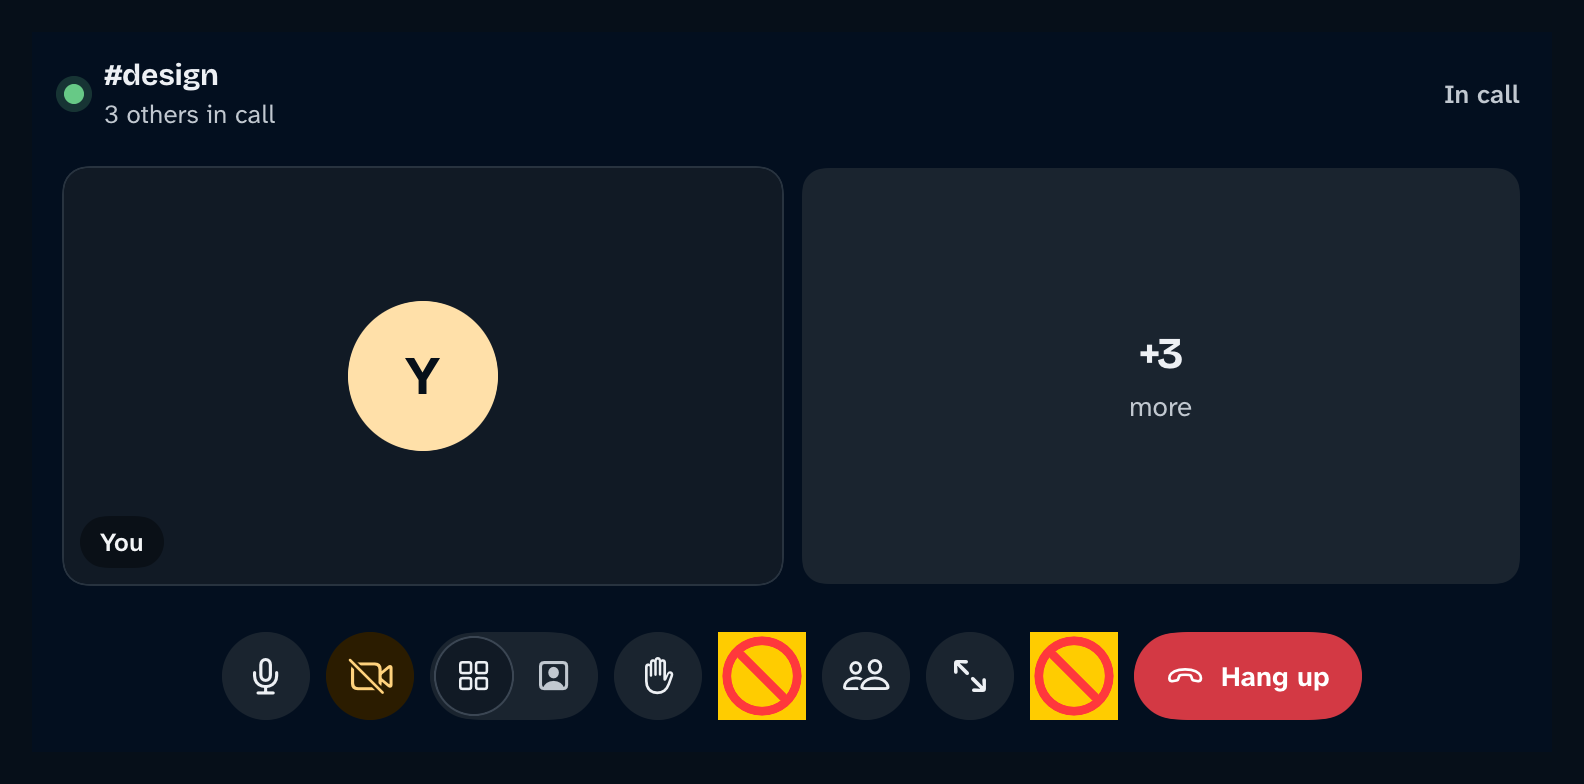 #design
3 others in call
In call
Y
You
+3
more
Hang up